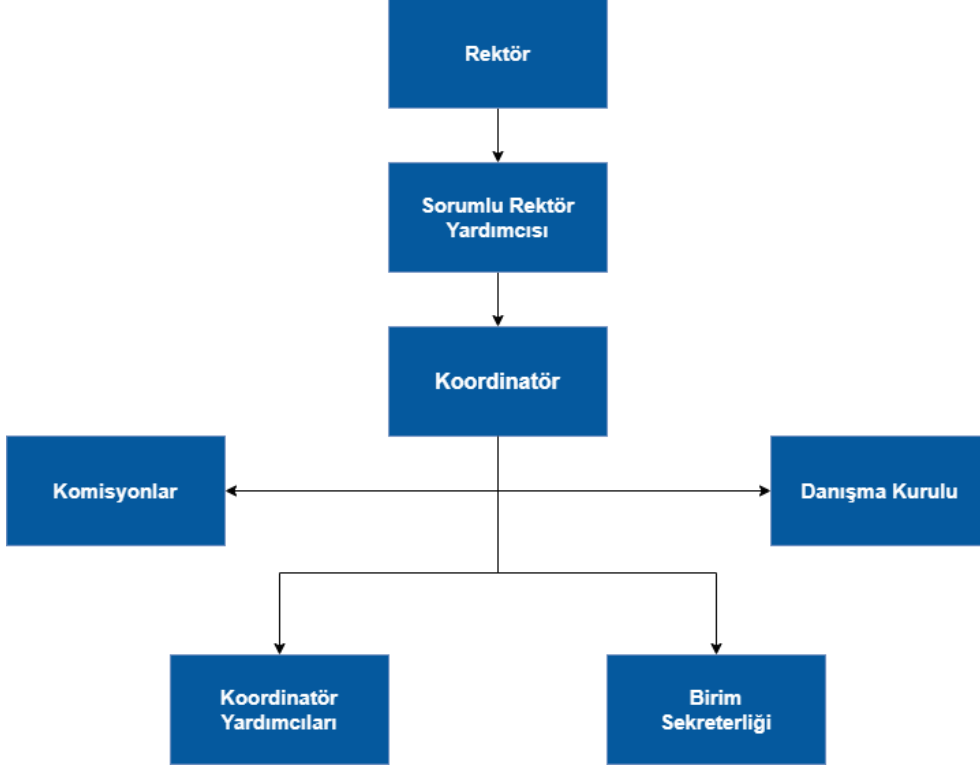 Rektör
Sorumlu Rektör
Yardımcısı
Koordinatör
Komisyonlar
Danışma Kurulu
Koordinatör
Yardımcıları
Birim
Sekreterliği